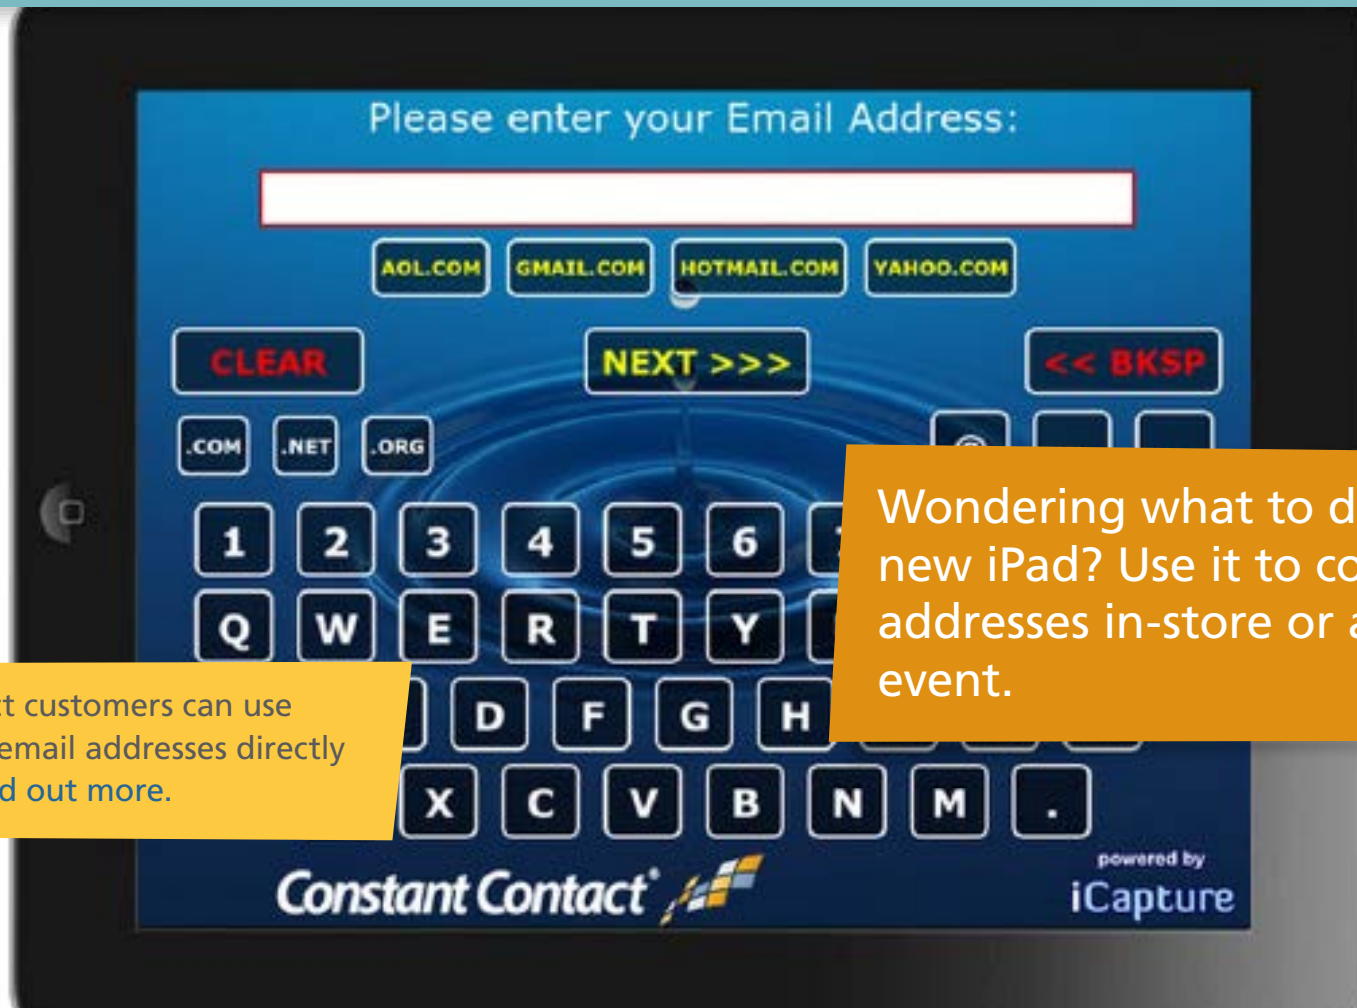 Please enter your Email Address:
AOL.COM GMAIL.COM HOTMAIL.COM YAHOO.COM
CLEAR NEXT >>> << BKSP
.COM .NET .ORG @
1 2 3 4 5 6
Q W E R T Y
D F G H
X C V B N M .
Wondering what to d
new iPad? Use it to co
addresses in-store or a
event.
ct customers can use
email addresses directly
d out more.
Constant Contact®
powered by
iCapture